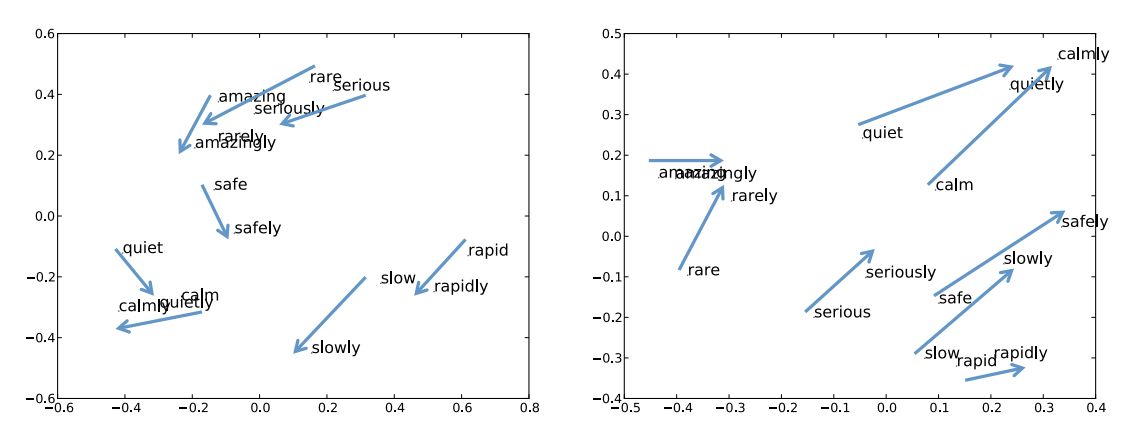 0.6
0.4
0.2
0.0
−0.2
−0.4
−0.6
−0.6
−0.4
−0.2
0.0
0.2
0.4
0.6
0.8
rare
serious
amazing
seriously
rarely
amazingly
safe
safely
quiet
rapid
slow
rapidly
calm
calmly
quietly
slowly
0.5
0.4
0.3
0.2
0.1
0.0
−0.1
−0.2
−0.3
−0.4
−0.5
−0.4
−0.3
−0.2
−0.1
0.0
0.1
0.2
0.3
0.4
calmly
quietly
quiet
amazing
amazingly
rarely
calm
safely
rare
seriously
slowly
serious
safe
slow
rapid
rapidly